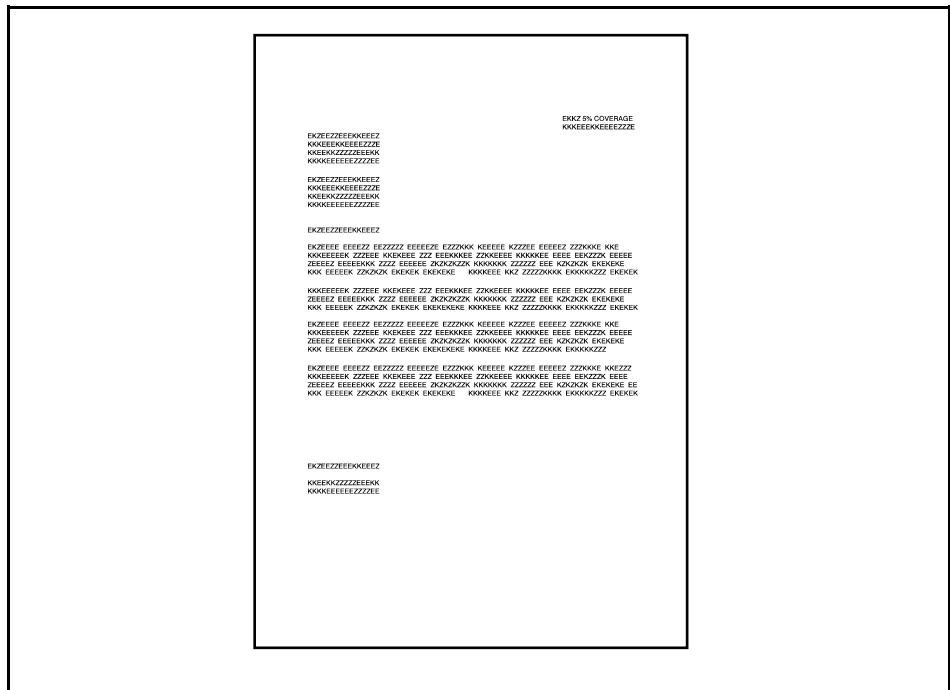 EKKZ 5% COVERAGE
KKKEEEKKEEEEZZZE
EKZEEZZEEEKKEEEZ
KKKEEEKKEEEEZZZE
KKEEKKZZZZZEEEKK
KKKKEEEEEEZZZZEE
EKZEEZZEEEKKEEEZ
KKKEEEKKEEEEZZZE
KKEEKKZZZZZEEEKK
KKKKEEEEEEZZZZEE
EKZEEZZEEEKKEEEZ
EKZEEEE EEEEZZ EEZZZZZ EEEEEZE EZZZKKK KEEEEE KZZZEE EEEEEZ ZZZKKKE KKE
KKKEEEEEK ZZZEEE KKEKEEE ZZZ EEEKKKEE ZZKKEEEE KKKKKEE EEEE EEKZZZK EEEEE
ZEEEEZ EEEEEKKK ZZZZ EEEEEE ZKZKZKZZK KKKKKKK ZZZZZZ EEE KZKZKZK EKEKEKE
KKK EEEEEK ZZKZKZK EKEKEK EKEKEKE KKKKEEE KKZ ZZZZZKKKK EKKKKKZZZ EKEKEK
KKKEEEEEK ZZZEEE KKEKEEE ZZZ EEEKKKEE ZZKKEEEE KKKKKEE EEEE EEKZZZK EEEEE
ZEEEEZ EEEEEKKK ZZZZ EEEEEE ZKZKZKZZK KKKKKKK ZZZZZZ EEE KZKZKZK EKEKEKE
KKK EEEEEK ZZKZKZK EKEKEK EKEKEKEKE KKKKEEE KKZ ZZZZZKKKK EKKKKKZZZ EKEKEK
EKZEEEE EEEEZZ EEZZZZZ EEEEEZE EZZZKKK KEEEEE KZZZEE EEEEEZ ZZZKKKE KKE
KKKEEEEEK ZZZEEE KKEKEEE ZZZ EEEKKKEE ZZKKEEEE KKKKKEE EEEE EEKZZZK EEEEE
ZEEEEZ EEEEEKKK ZZZZ EEEEEE ZKZKZKZZK KKKKKKK ZZZZZZ EEE KZKZKZK EKEKEKE
KKK EEEEEK ZZKZKZK EKEKEK EKEKEKEKE KKKKEEE KKZ ZZZZZKKKK EKKKKKZZZ
EKZEEEE EEEEZZ EEZZZZZ EEEEEZE EZZZKKK KEEEEE KZZZEE EEEEEZ ZZZKKKE KKEZZZ
KKKEEEEEK ZZZEEE KKEKEEE ZZZ EEEKKKEE ZZKKEEEE KKKKKEE EEEE EEKZZZK EEEE
ZEEEEZ EEEEEKKK ZZZZ EEEEEE ZKZKZKZZK KKKKKKK ZZZZZZ EEE KZKZKZK EKEKEKE EE
KKK EEEEEK ZZKZKZK EKEKEK EKEKEKE KKKKEEE KKZ ZZZZZKKKK EKKKKKZZZ EKEKEK
EKZEEZZEEEKKEEEZ
KKEEKKZZZZZEEEKK
KKKKEEEEEEZZZZEE